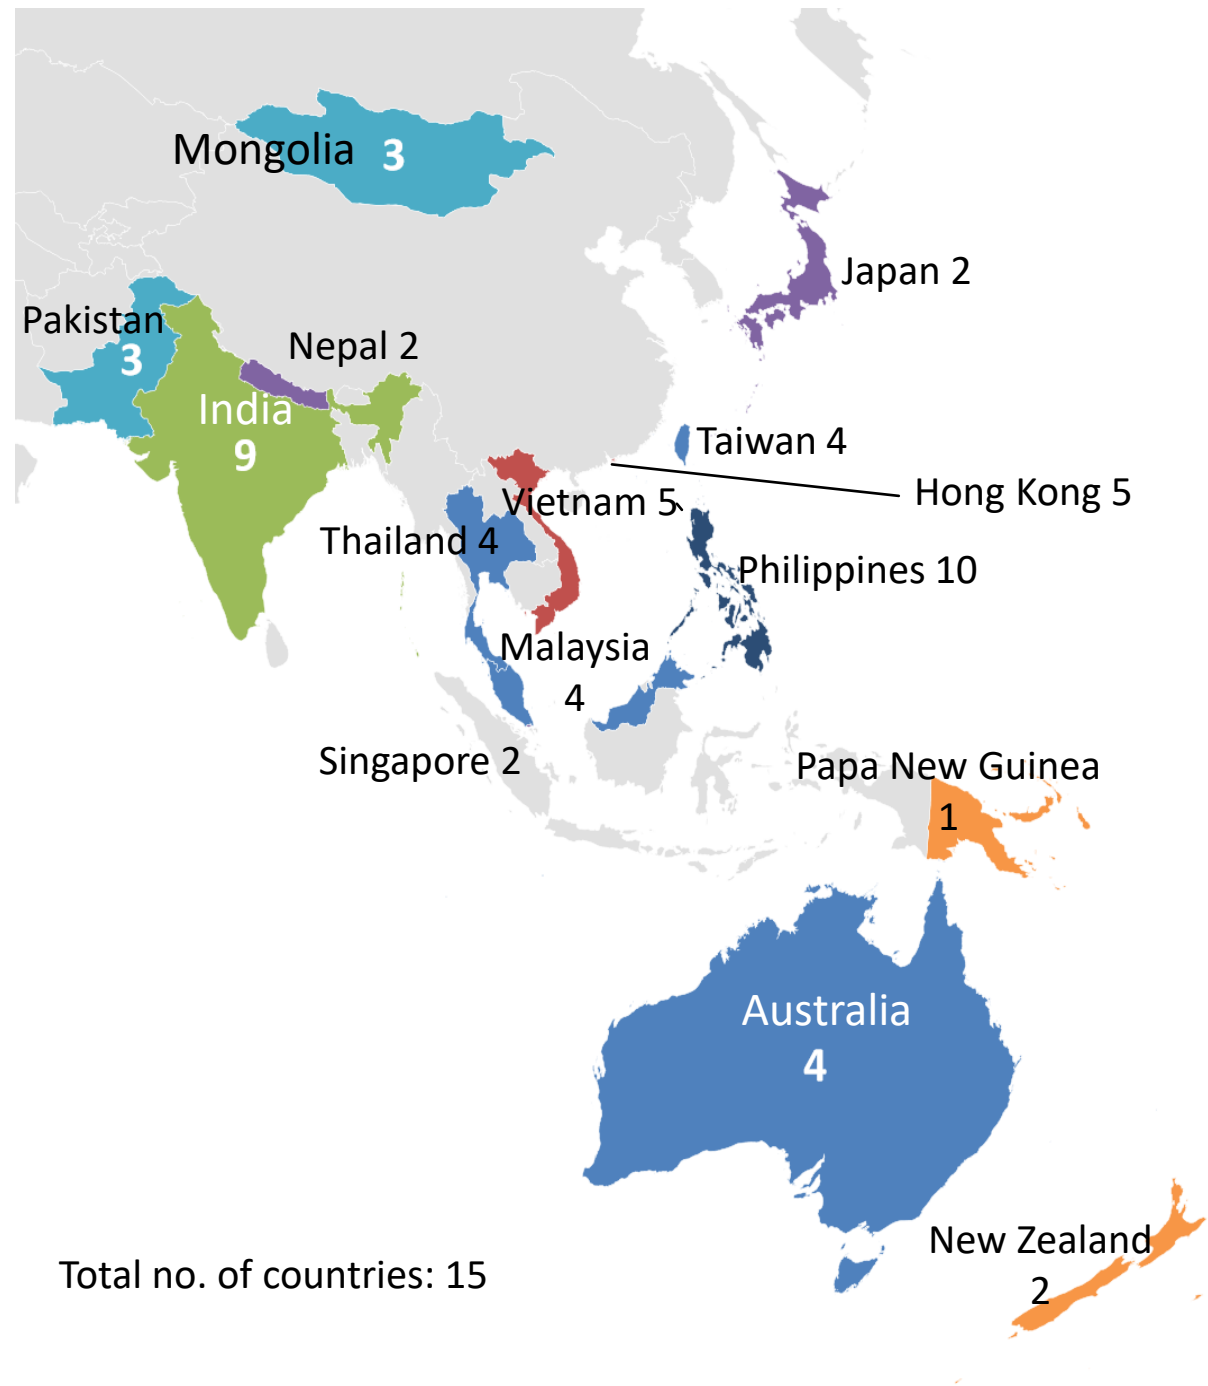 Mongolia 3
Japan 2
Pakistan
3
Nepal 2
India
9
Taiwan 4
Hong Kong 5
Vietnam 5
Thailand 4
Philippines 10
Malaysia
4
Singapore 2
Papa New Guinea
1
Australia
4
New Zealand
2
Total no. of countries: 15